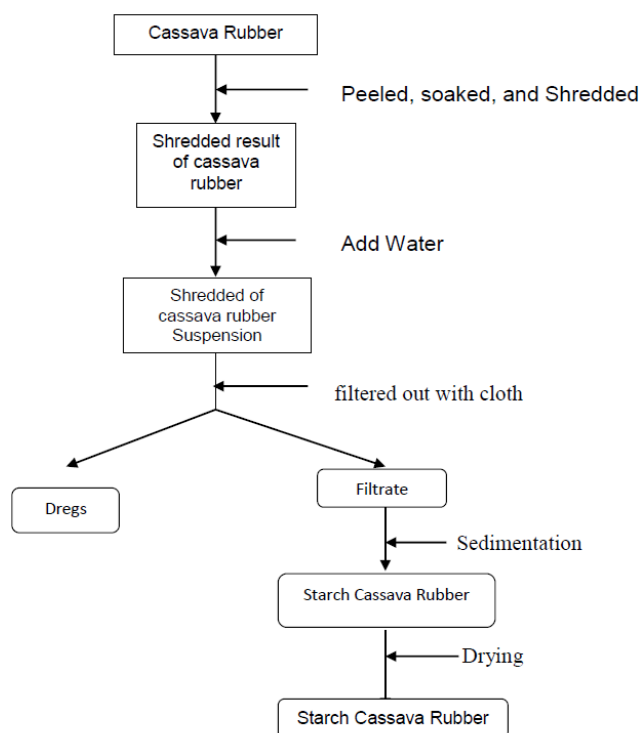 Cassava Rubber
Peeled, soaked, and Shredded
Shredded result
of cassava
rubber
Add Water
Shredded of
cassava rubber
Suspension
filtered out with cloth
Dregs
Filtrate
Sedimentation
Starch Cassava Rubber
Drying
Starch Cassava Rubber